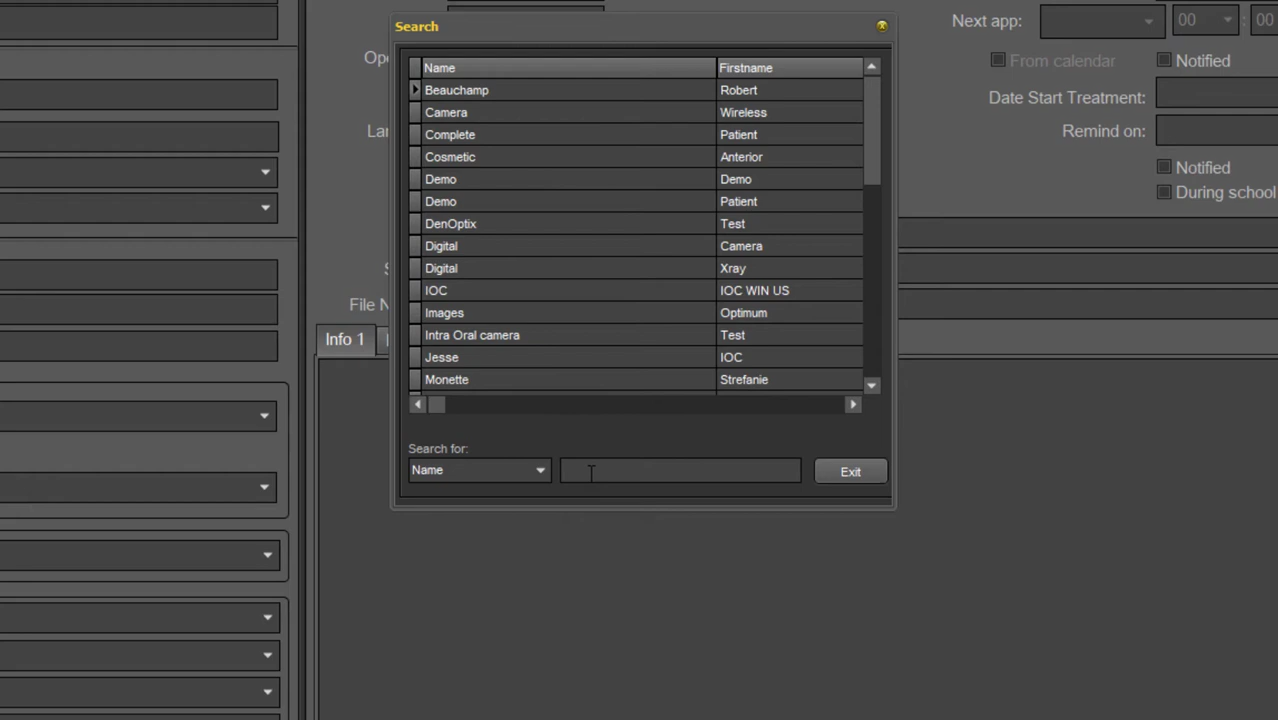 Search
Next app:
00 : 00
Name Firstname
Beauchamp Robert
Camera Wireless
Complete Patient
Cosmetic Anterior
Demo Demo
Demo Patient
DenOptix Test
Digital Camera
Digital Xray
IOC IOC WIN US
Images Optimum
Intra Oral camera Test
Jesse IOC
Monette Strefanie
Search for:
Name
Exit
From calendar
Notified
Date Start Treatment:
Remind on:
Notified
During school
File N
Info 1